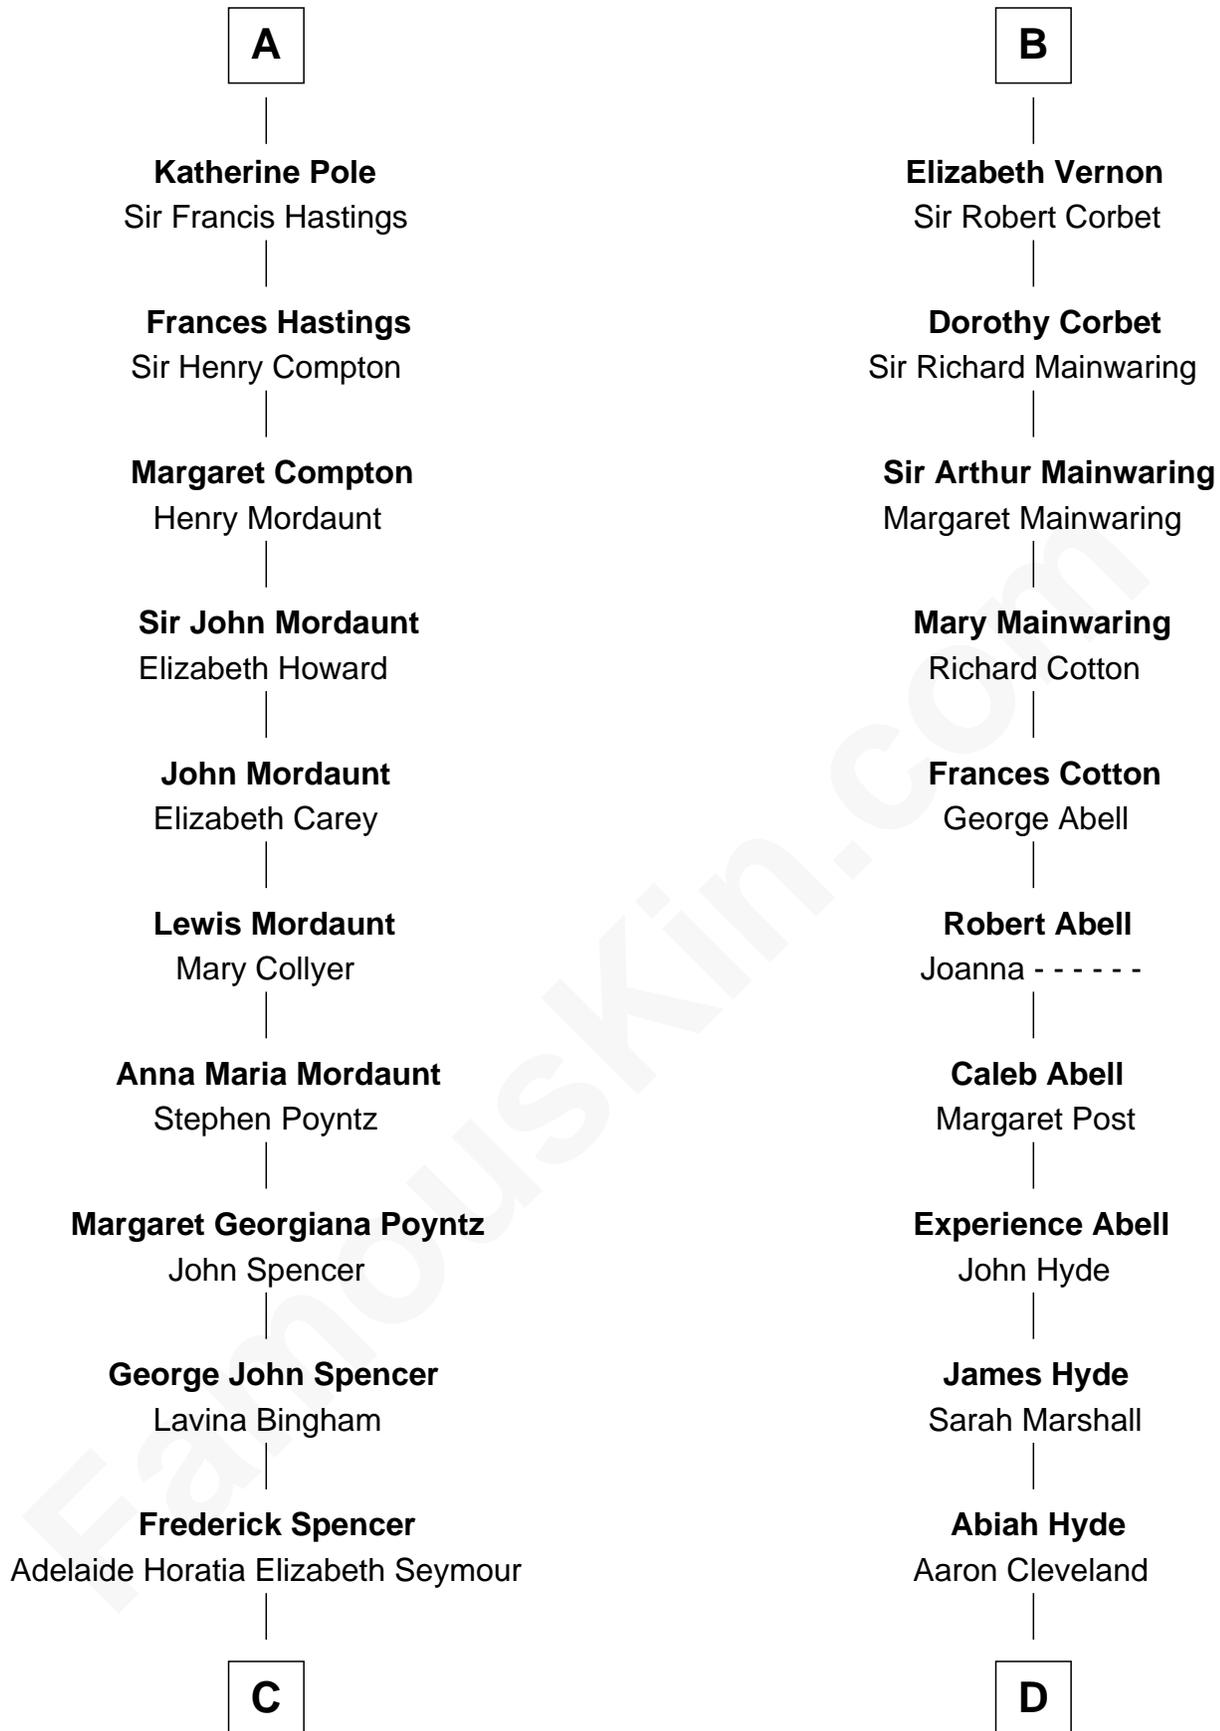 A
Katherine Pole
Sir Francis Hastings
Frances Hastings
Sir Henry Compton
Margaret Compton
Henry Mordaunt
Sir John Mordaunt
Elizabeth Howard
John Mordaunt
Elizabeth Carey
Lewis Mordaunt
Mary Collyer
Anna Maria Mordaunt
Stephen Poyntz
Margaret Georgiana Poyntz
John Spencer
George John Spencer
Lavina Bingham
Frederick Spencer
Adelaide Horatia Elizabeth Seymour
C
B
Elizabeth Vernon
Sir Robert Corbet
Dorothy Corbet
Sir Richard Mainwaring
Sir Arthur Mainwaring
Margaret Mainwaring
Mary Mainwaring
Richard Cotton
Frances Cotton
George Abell
Robert Abell
Joanna - - - - - -
Caleb Abell
Margaret Post
Experience Abell
John Hyde
James Hyde
Sarah Marshall
Abiah Hyde
Aaron Cleveland
D
FamousKin.com